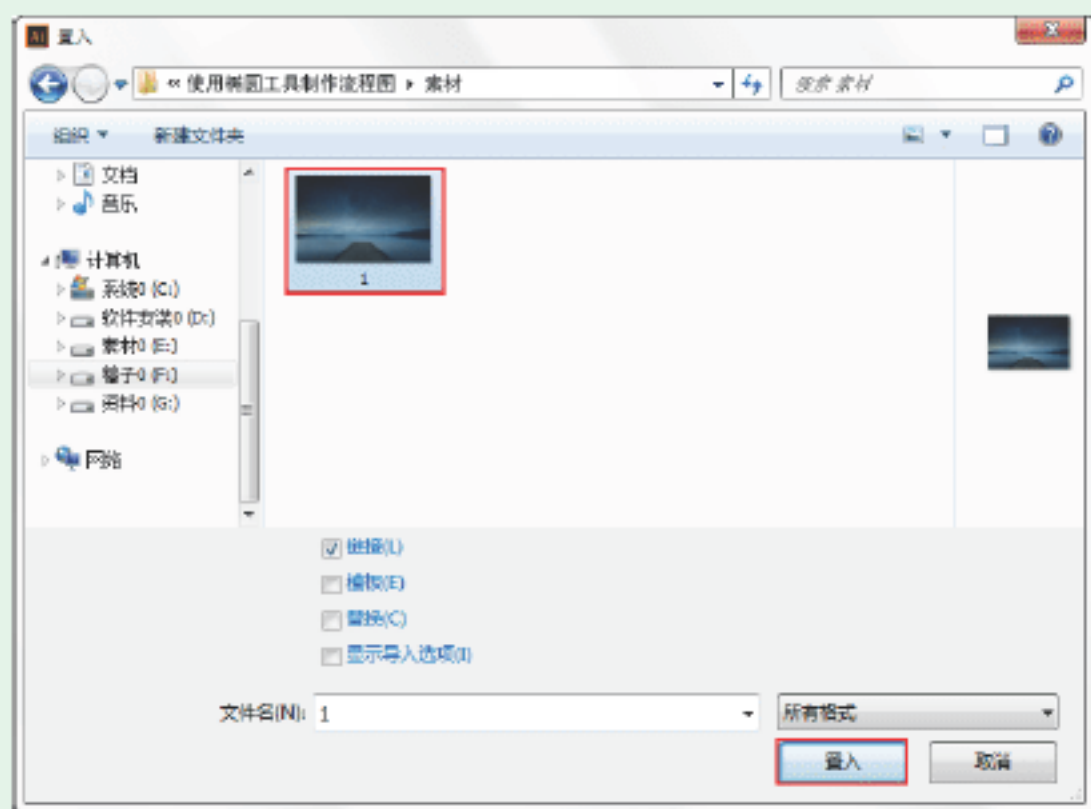 Ai 置入
« 使用椭圆工具制作流程图 ▸ 素材
搜索 素材
组织 ▼ 新建文件夹
文档
音乐
计算机
系统0 (C:)
软件安装0 (D:)
素材0 (E:)
稿子0 (F:)
资料0 (G:)
网络
1
链接(L)
模板(E)
替换(C)
显示导入选项(I)
文件名(N): 1
所有格式
置入 取消